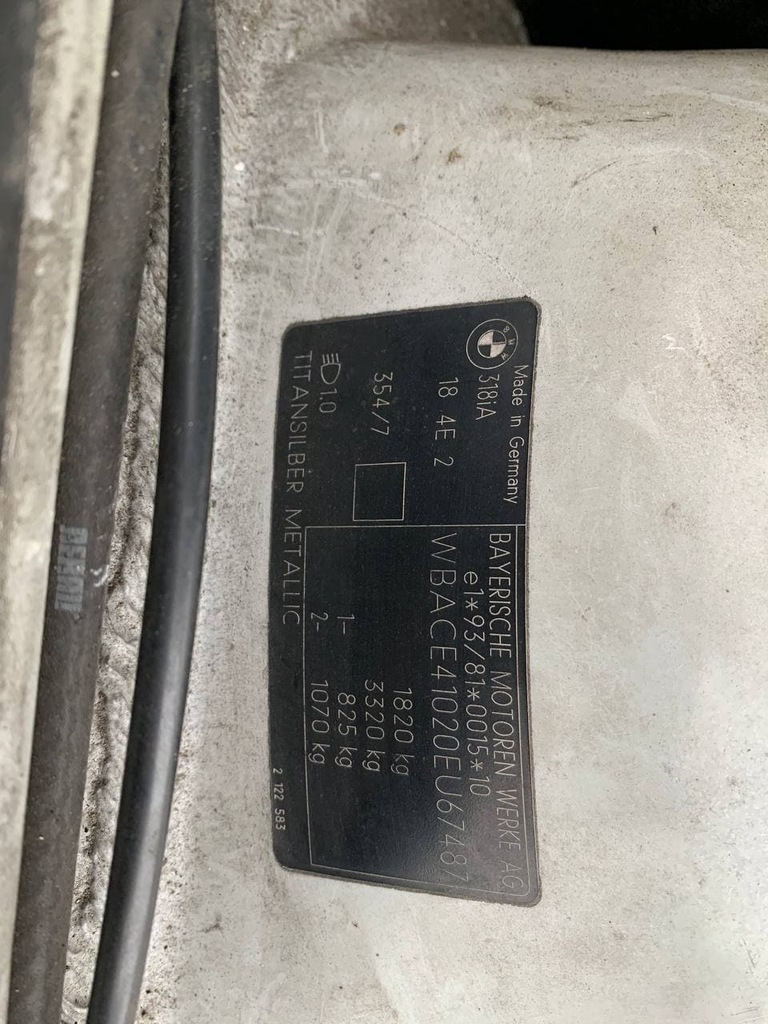 Made in Germany
BMW
318iA
18 4E 2
354/7
1.0
TITANSILBER METALLIC
BAYERISCHE MOTOREN WERKE AG
e1*93/81*0015*10
WBACE41020EU67487
1820 kg
3320 kg
1- 825 kg
2- 1070 kg
2 122 583